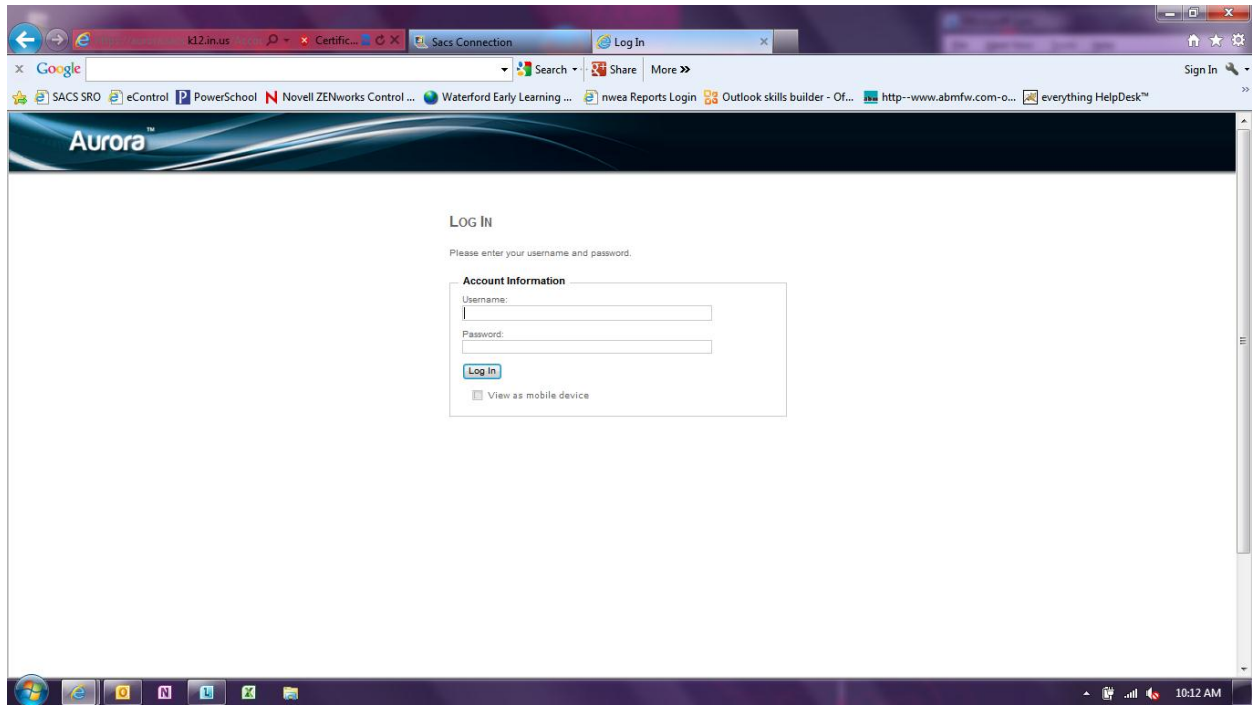 k12.in.us
Certific...
Sacs Connection
Log In
x Google
Search
Share
More »
Sign In
SACS SRO
eControl
PowerSchool
Novell ZENworks Control ...
Waterford Early Learning ...
nwea Reports Login
Outlook skills builder - Of...
http--www.abmfw.com-o...
everything HelpDesk™
Aurora™
LOG IN
Please enter your username and password.
Account Information
Username:
Password:
Log In
View as mobile device
10:12 AM